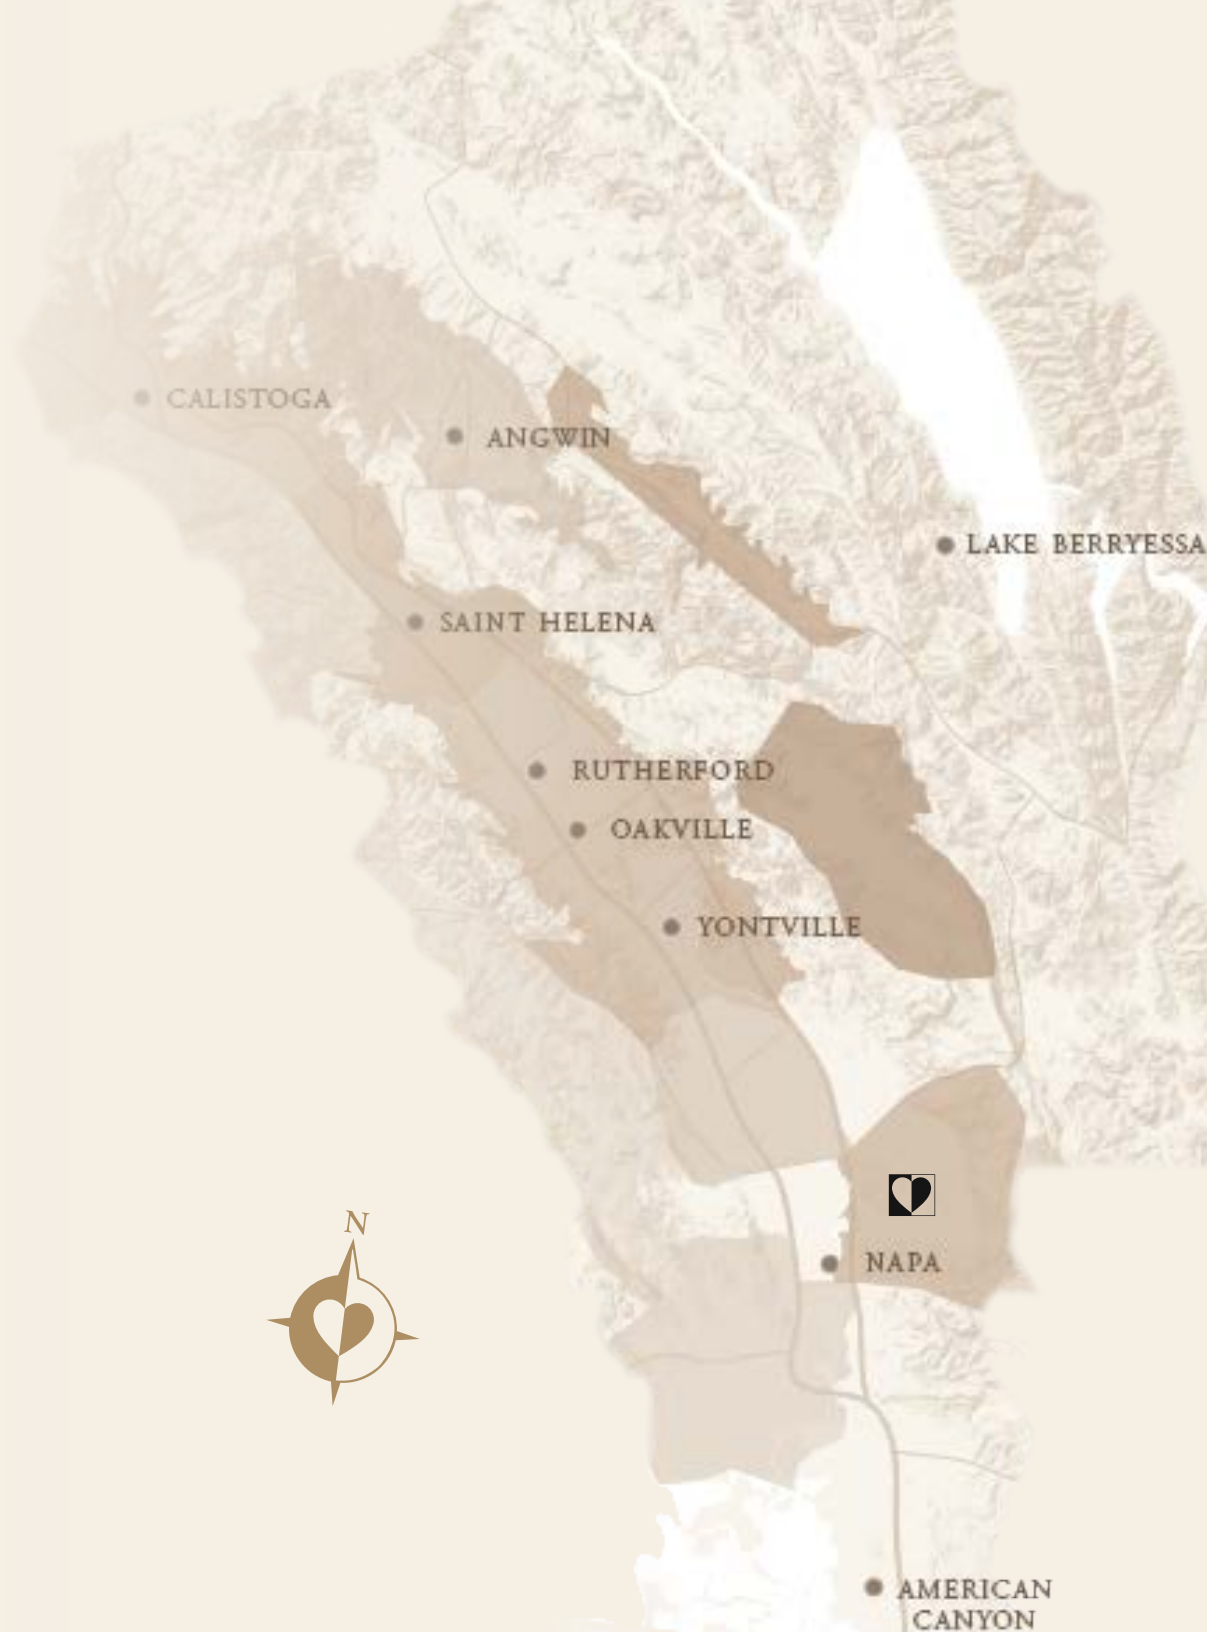 CALISTOGA
ANGWIN
LAKE BERRYESSA
SAINT HELENA
RUTHERFORD
OAKVILLE
YONTVILLE
N
NAPA
AMERICAN
CANYON